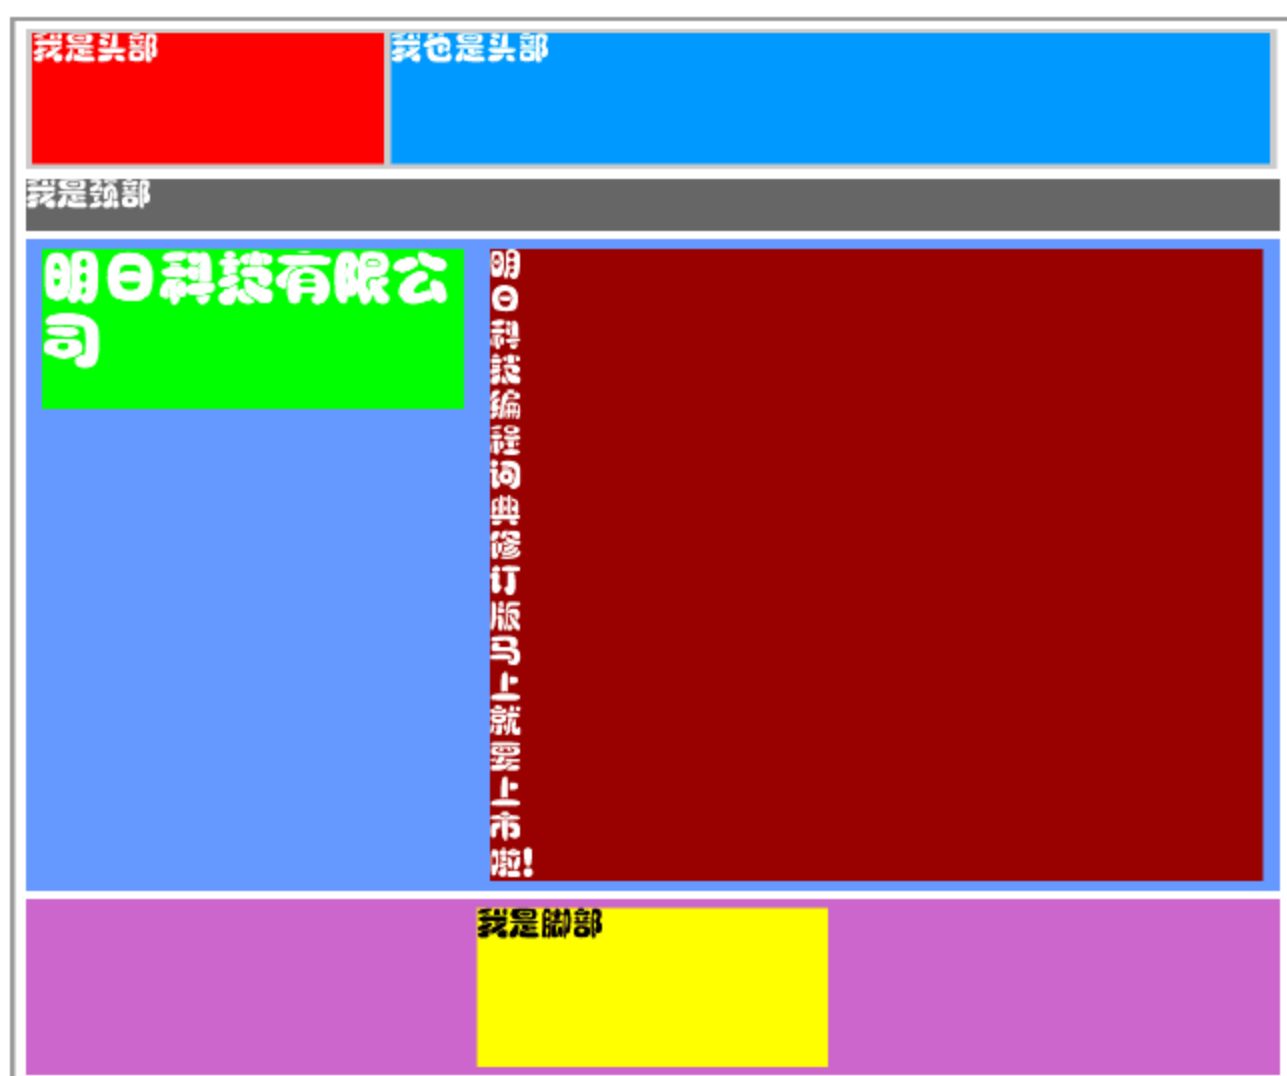 我是头部
我也是头部
我是颈部
明日科技有限公
司
明
日
科
技
编
程
词
典
修
订
版
马
上
就
要
上
市
啦!
我是脚部